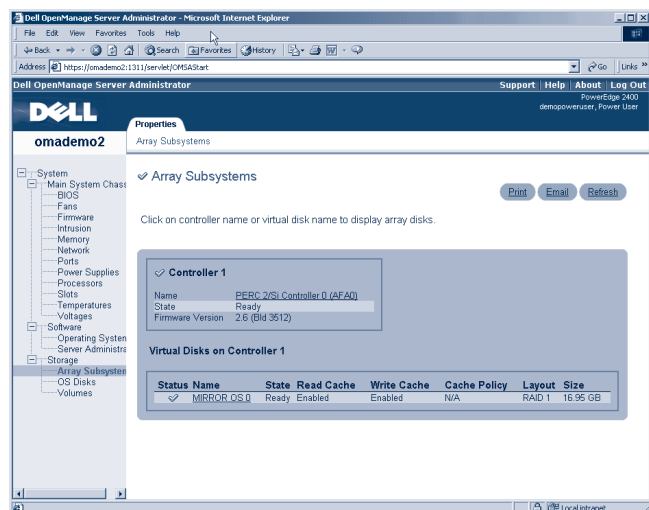 Dell OpenManage Server Administrator - Microsoft Internet Explorer
File Edit View Favorites Tools Help
Back Search Favorites History
Address https://omademo2:1311/servlet/OMSAStart Go Links »
Dell OpenManage Server Administrator Support Help About Log Out
PowerEdge 2400
demopoweruser, Power User
DELL
Properties
omademo2
Array Subsystems
System
Main System Chass
BIOS
Fans
Firmware
Intrusion
Memory
Network
Ports
Power Supplies
Processors
Slots
Temperatures
Voltages
Software
Operating System
Server Administra
Storage
Array Subsystem
OS Disks
Volumes
Array Subsystems
Print Email Refresh
Click on controller name or virtual disk name to display array disks.
Controller 1
Name PERC 2/Si Controller 0 (AFA0)
State Ready
Firmware Version 2.6 (Bld 3512)
Virtual Disks on Controller 1
Status Name State Read Cache Write Cache Cache Policy Layout Size
MIRROR OS 0 Ready Enabled Enabled N/A RAID 1 16.95 GB
Local intranet